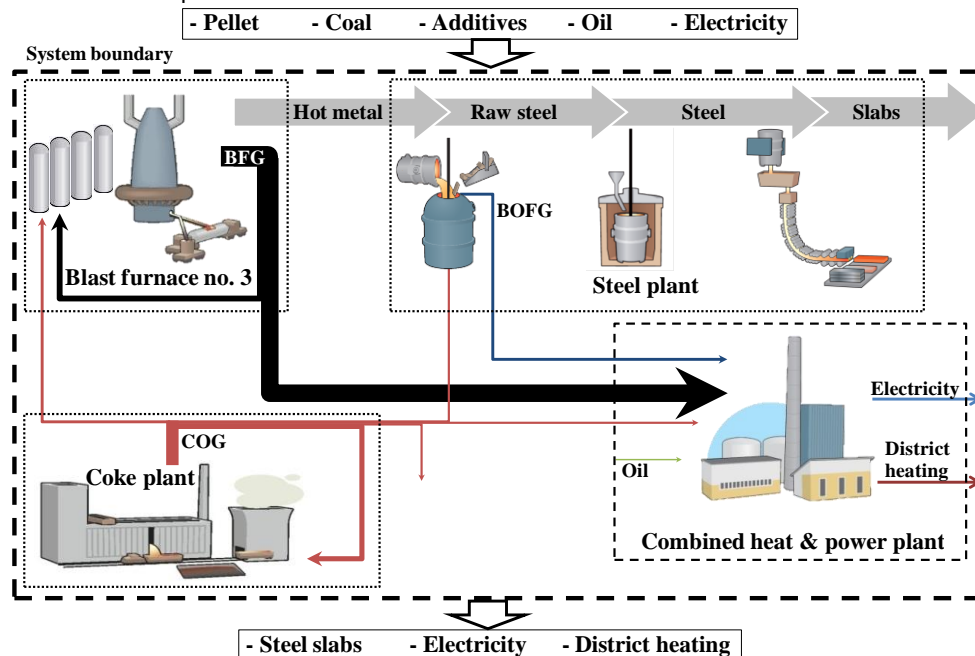 - Pellet - Coal - Additives - Oil - Electricity
System boundary
Hot metal Raw steel Steel Slabs
BFG
BOFG
Blast furnace no. 3
Steel plant
Electricity
COG
Coke plant
Oil
District
heating
Combined heat & power plant
- Steel slabs - Electricity - District heating